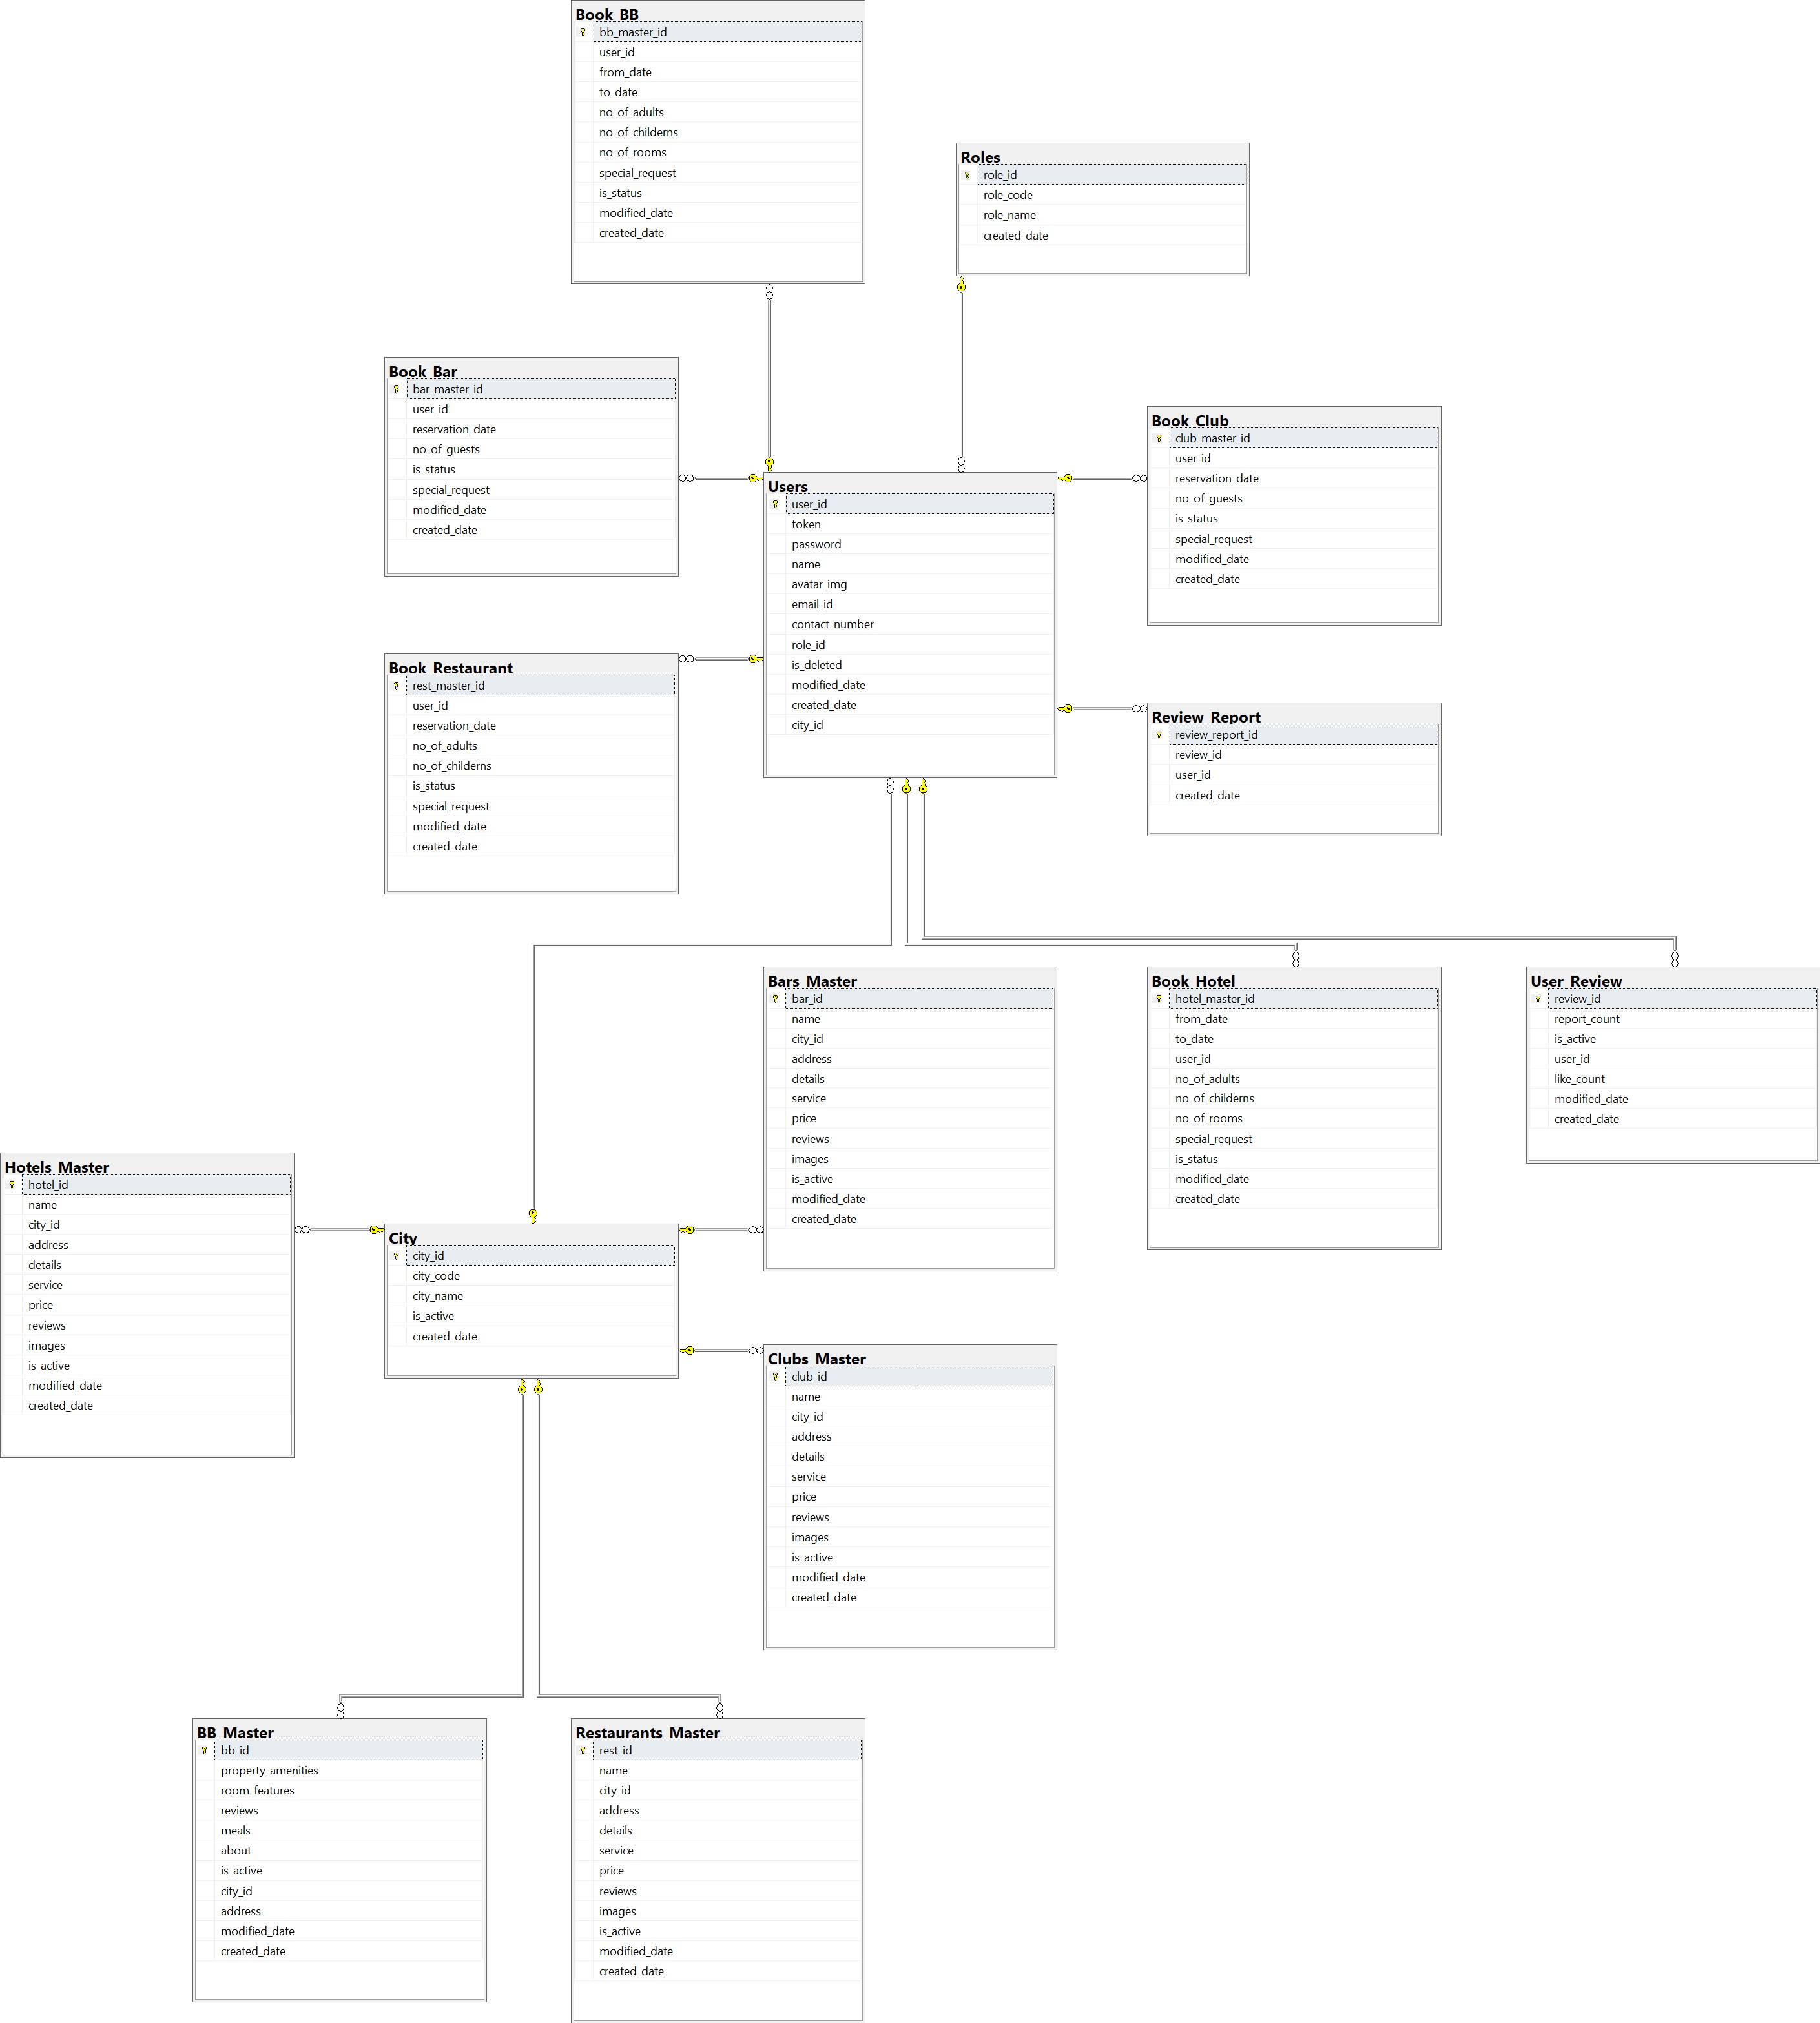 Book_BB
bb_master_id
user_id
from_date
to_date
no_of_adults
no_of_childerns
no_of_rooms
special_request
is_status
modified_date
created_date
Roles
role_id
role_code
role_name
created_date
Book_Bar
bar_master_id
user_id
reservation_date
no_of_guests
is_status
special_request
modified_date
created_date
Book_Club
club_master_id
user_id
reservation_date
no_of_guests
is_status
special_request
modified_date
created_date
Users
user_id
token
password
name
avatar_img
email_id
contact_number
role_id
is_deleted
modified_date
created_date
city_id
Book_Restaurant
rest_master_id
user_id
reservation_date
no_of_adults
no_of_childerns
is_status
special_request
modified_date
created_date
Review_Report
review_report_id
review_id
user_id
created_date
Bars_Master
bar_id
name
city_id
address
details
service
price
reviews
images
is_active
modified_date
created_date
Book_Hotel
hotel_master_id
from_date
to_date
user_id
no_of_adults
no_of_childerns
no_of_rooms
special_request
is_status
modified_date
created_date
User_Review
review_id
report_count
is_active
user_id
like_count
modified_date
created_date
Hotels_Master
hotel_id
name
city_id
address
details
service
price
reviews
images
is_active
modified_date
created_date
City
city_id
city_code
city_name
is_active
created_date
Clubs_Master
club_id
name
city_id
address
details
service
price
reviews
images
is_active
modified_date
created_date
BB_Master
bb_id
property_amenities
room_features
reviews
meals
about
is_active
city_id
address
modified_date
created_date
Restaurants_Master
rest_id
name
city_id
address
details
service
price
reviews
images
is_active
modified_date
created_date